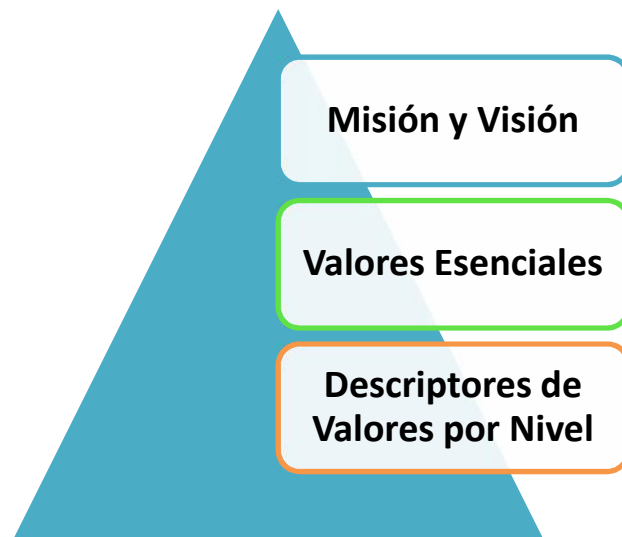 Misión y Visión
Valores Esenciales
Descriptores de
Valores por Nivel